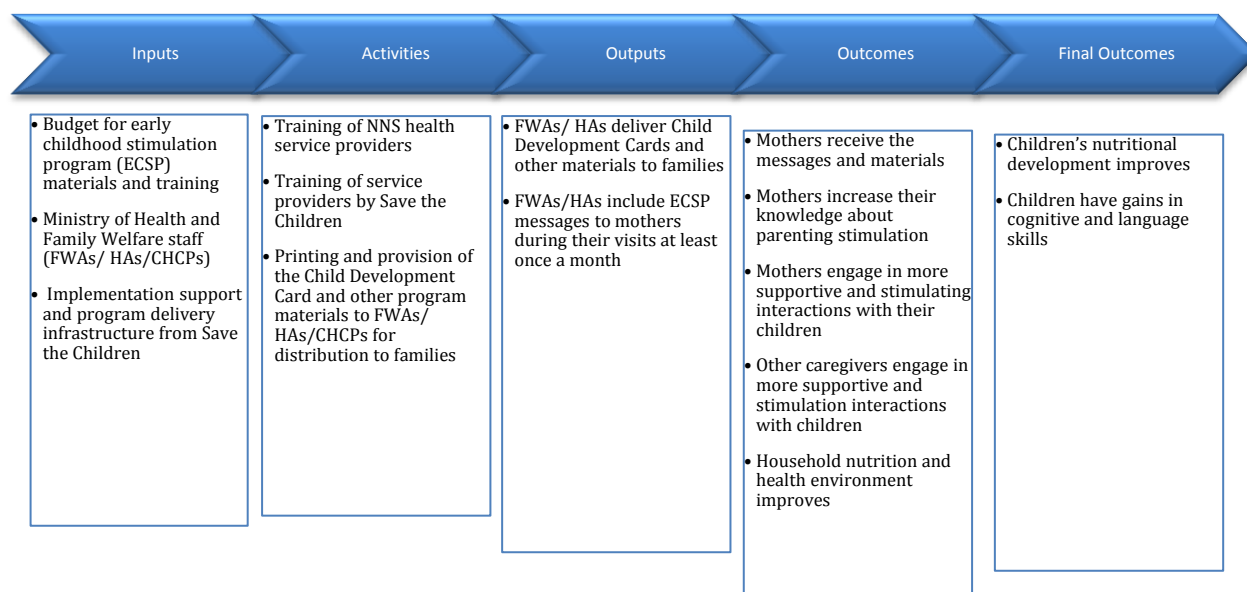 Inputs
Activities
Outputs
Outcomes
Final Outcomes
• Budget for early
childhood stimulation
program (ECSP)
materials and training
• Ministry of Health and
Family Welfare staff
(FWAs/ HAs/CHCPs)
• Implementation support
and program delivery
infrastructure from Save
the Children
• Training of NNS health
service providers
• Training of service
providers by Save the
Children
• Printing and provision of
the Child Development
Card and other program
materials to FWAs/
HAs/CHCPs for
distribution to families
• FWAs/ HAs deliver Child
Development Cards and
other materials to families
• FWAs/HAs include ECSP
messages to mothers
during their visits at least
once a month
• Mothers receive the
messages and materials
• Mothers increase their
knowledge about
parenting stimulation
• Mothers engage in more
supportive and stimulating
interactions with their
children
• Other caregivers engage in
more supportive and
stimulation interactions
with children
• Household nutrition and
health environment
improves
• Children’s nutritional
development improves
• Children have gains in
cognitive and language
skills